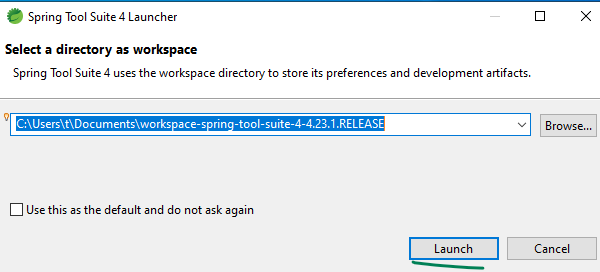 Spring Tool Suite 4 Launcher
Select a directory as workspace
Spring Tool Suite 4 uses the workspace directory to store its preferences and development artifacts.
C:\Users\t\Documents\workspace-spring-tool-suite-4-4.23.1.RELEASE
Browse...
Use this as the default and do not ask again
Launch
Cancel